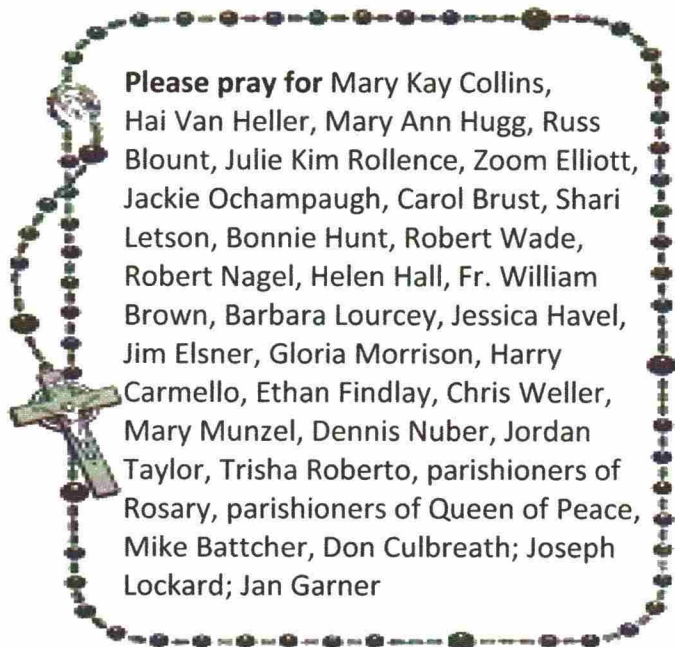 Please pray for Mary Kay Collins,
Hai Van Heller, Mary Ann Hugg, Russ
Blount, Julie Kim Rollence, Zoom Elliott,
Jackie Ochampaugh, Carol Brust, Shari
Letson, Bonnie Hunt, Robert Wade,
Robert Nagel, Helen Hall, Fr. William
Brown, Barbara Lourcey, Jessica Havel,
Jim Elsner, Gloria Morrison, Harry
Carmello, Ethan Findlay, Chris Weller,
Mary Munzel, Dennis Nuber, Jordan
Taylor, Trisha Roberto, parishioners of
Rosary, parishioners of Queen of Peace,
Mike Battcher, Don Culbreath; Joseph
Lockard; Jan Garner